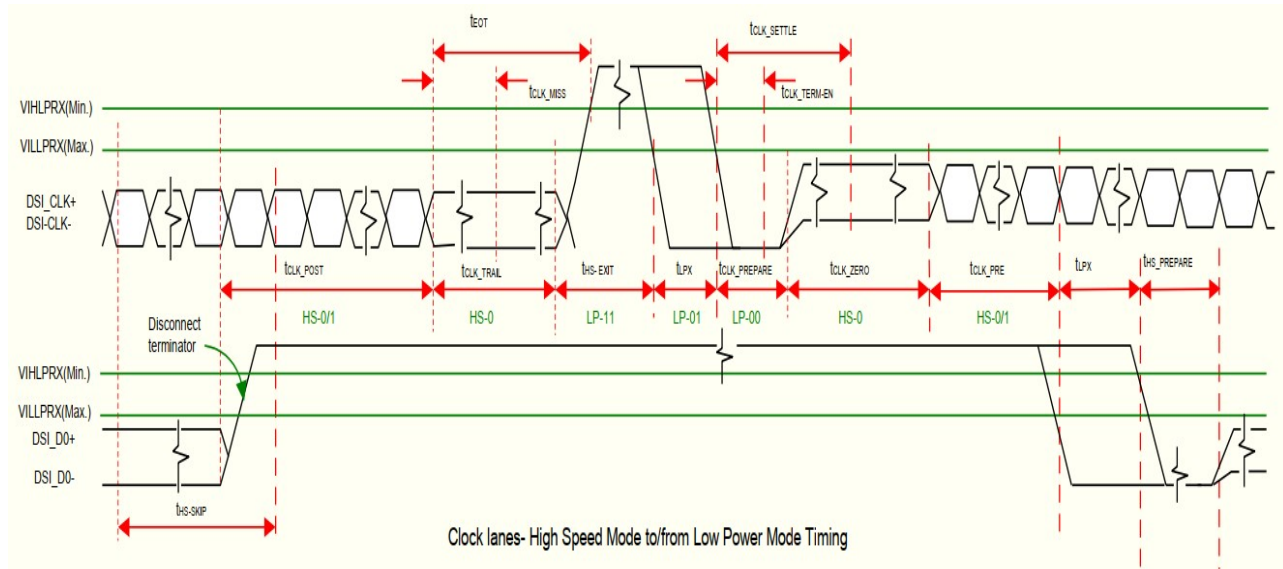 tEOT
tCLK_SETTLE
tCLK_MISS
tCLK_TERM-EN
VIHLPRX(Min.)
VILLPRX(Max.)
DSI_CLK+
DSI-CLK-
tCLK_POST
tCLK_TRAIL
tHS-EXIT
tLPX
tCLK_PREPARE
tCLK_ZERO
tCLK_PRE
tLPX
tHS_PREPARE
HS-0/1
HS-0
LP-11
LP-01
LP-00
HS-0
HS-0/1
Disconnect
terminator
VIHLPRX(Min.)
VILLPRX(Max.)
DSI_D0+
DSI_D0-
tHS-SKIP
Clock lanes- High Speed Mode to/from Low Power Mode Timing